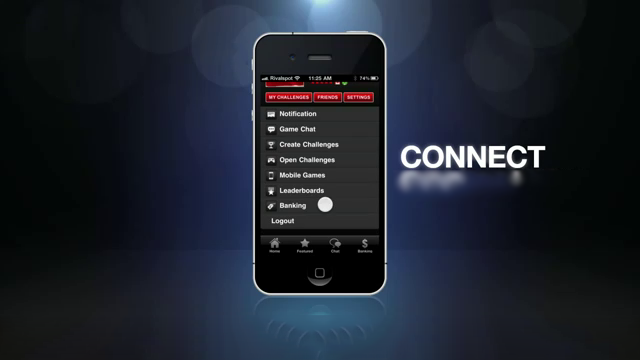 Rivalspot 11:25 AM 74%
MY CHALLENGES FRIENDS SETTINGS
Notification
Game Chat
Create Challenges
Open Challenges
Mobile Games
Leaderboards
Banking
Logout
Home Featured Chat Banking
$
CONNECT